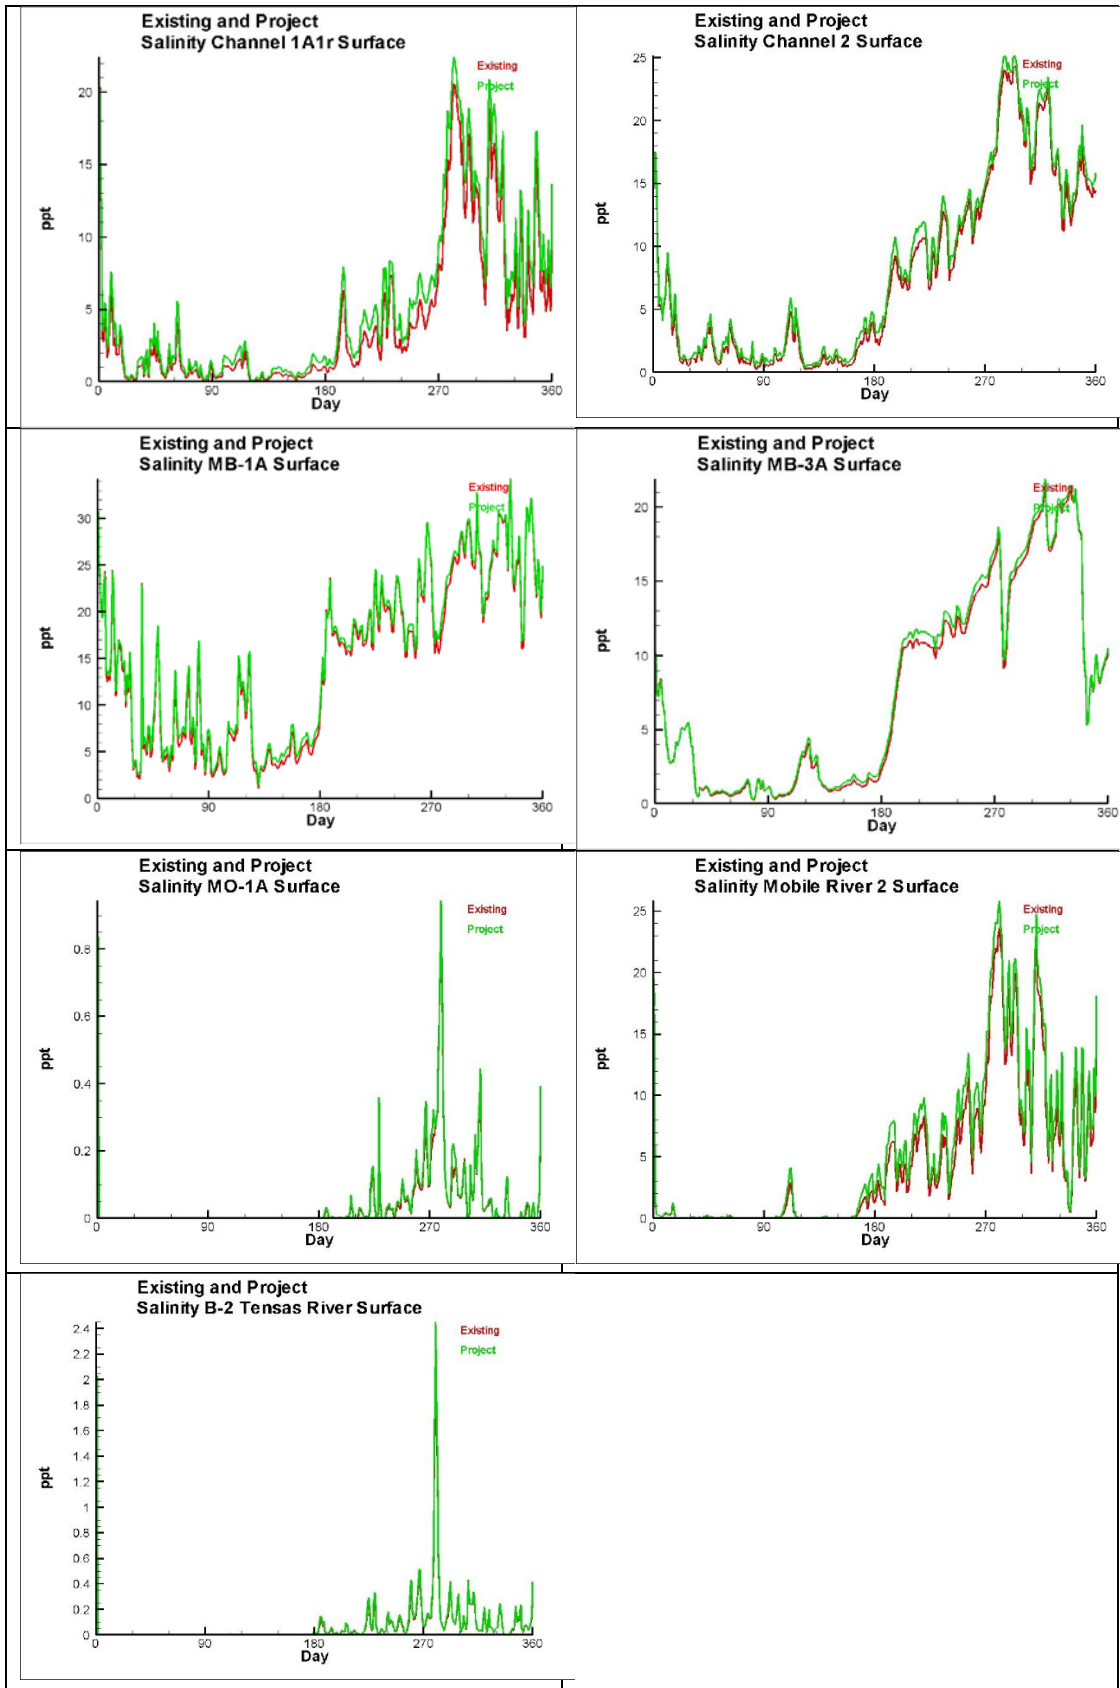 Existing and Project
Salinity Channel 1A1r Surface
Existing
Project
20
15
10
5
0
ppt
0 90 180 270 360
Day
Existing and Project
Salinity Channel 2 Surface
Existing
Project
25
20
15
10
5
0
ppt
0 90 180 270 360
Day
Existing and Project
Salinity MB-1A Surface
Existing
Project
30
25
20
15
10
5
0
ppt
0 90 180 270 360
Day
Existing and Project
Salinity MB-3A Surface
Existing
Project
20
15
10
5
0
ppt
0 90 180 270 360
Day
Existing and Project
Salinity MO-1A Surface
Existing
Project
0.8
0.6
0.4
0.2
0
ppt
0 90 180 270 360
Day
Existing and Project
Salinity Mobile River 2 Surface
Existing
Project
25
20
15
10
5
0
ppt
0 90 180 270 360
Day
Existing and Project
Salinity B-2 Tensas River Surface
Existing
Project
2.4
2.2
2
1.8
1.6
1.4
1.2
1
0.8
0.6
0.4
0.2
0
ppt
0 90 180 270 360
Day